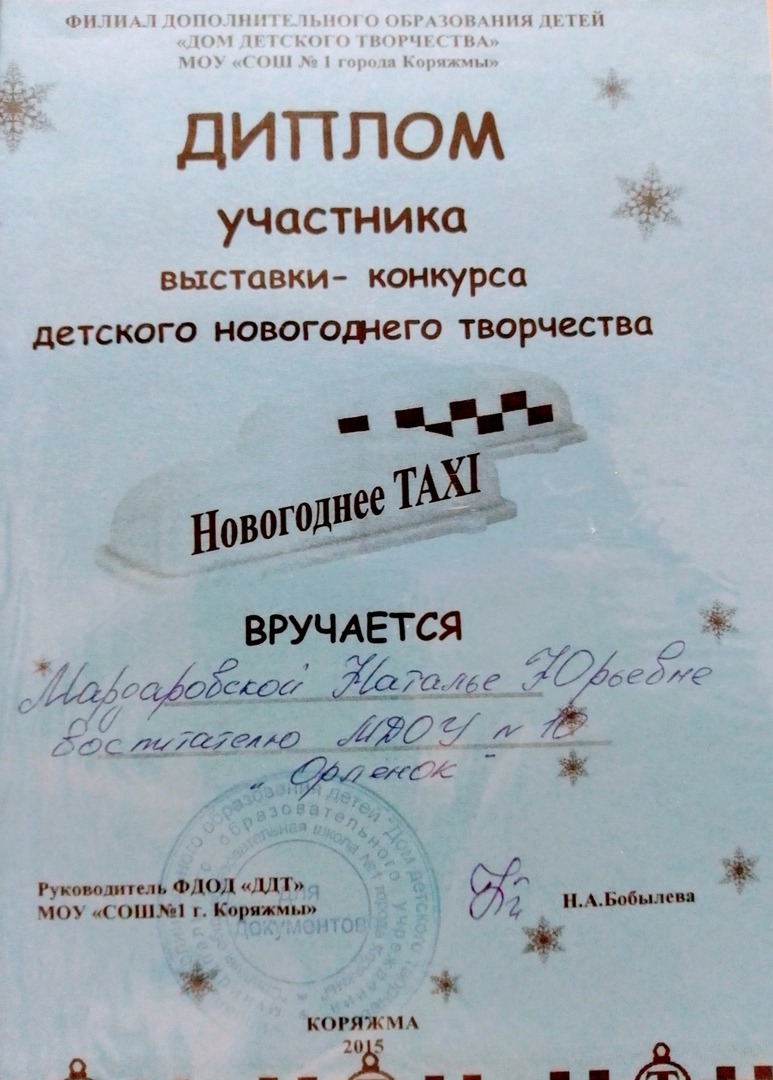 ФИЛИАЛ ДОПОЛНИТЕЛЬНОГО ОБРАЗОВАНИЯ ДЕТЕЙ
«ДОМ ДЕТСКОГО ТВОРЧЕСТВА»
МОУ «СОШ № 1 города Коряжмы»
ДИПЛОМ
участника
выставки- конкурса
детского новогоднего творчества
Новогоднее TAXI
ВРУЧАЕТСЯ
Мардаровской Наталье Юрьевне
воспитателю МДОУ № 10
"Орленок"
Руководитель ФДОД «ДДТ»
МОУ «СОШ№1 г. Коряжмы»
Н.А.Бобылева
для
документов
КОРЯЖМА
2015